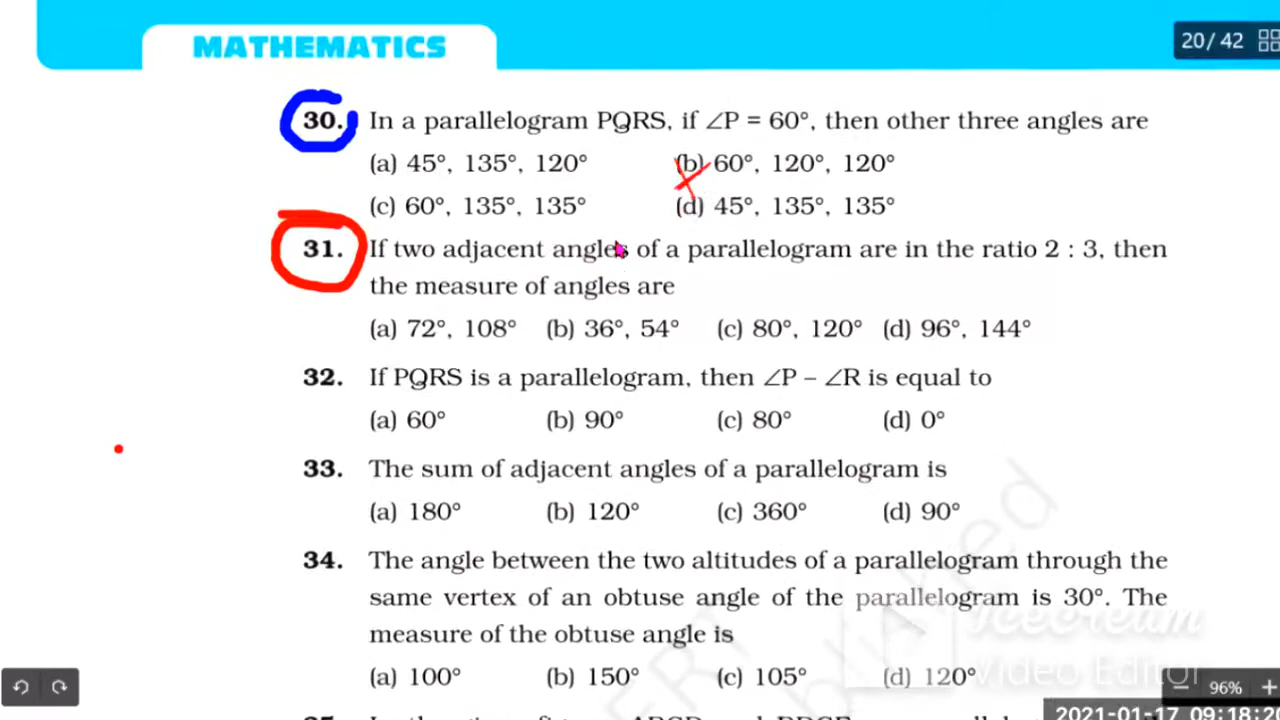 MATHEMATICS
20/ 42
30. In a parallelogram PQRS, if ∠P = 60°, then other three angles are
(a) 45°, 135°, 120° (b) 60°, 120°, 120°
(c) 60°, 135°, 135° (d) 45°, 135°, 135°
31. If two adjacent angles of a parallelogram are in the ratio 2 : 3, then
the measure of angles are
(a) 72°, 108° (b) 36°, 54° (c) 80°, 120° (d) 96°, 144°
32. If PQRS is a parallelogram, then ∠P – ∠R is equal to
(a) 60° (b) 90° (c) 80° (d) 0°
33. The sum of adjacent angles of a parallelogram is
(a) 180° (b) 120° (c) 360° (d) 90°
34. The angle between the two altitudes of a parallelogram through the
same vertex of an obtuse angle of the parallelogram is 30°. The
measure of the obtuse angle is
(a) 100° (b) 150° (c) 105° (d) 120°
Icecream
Video Editor
96%
2021-01-17 09:18:20